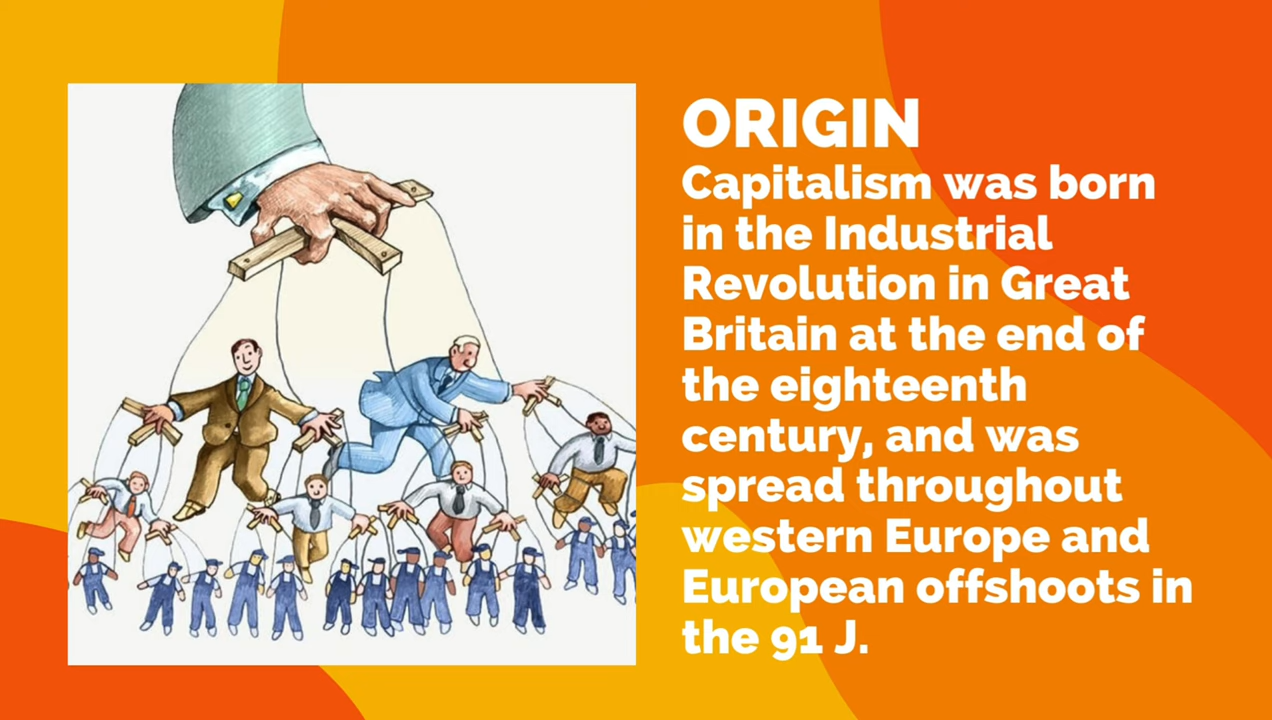 ORIGIN
Capitalism was born
in the Industrial
Revolution in Great
Britain at the end of
the eighteenth
century, and was
spread throughout
western Europe and
European offshoots in
the 91 J.